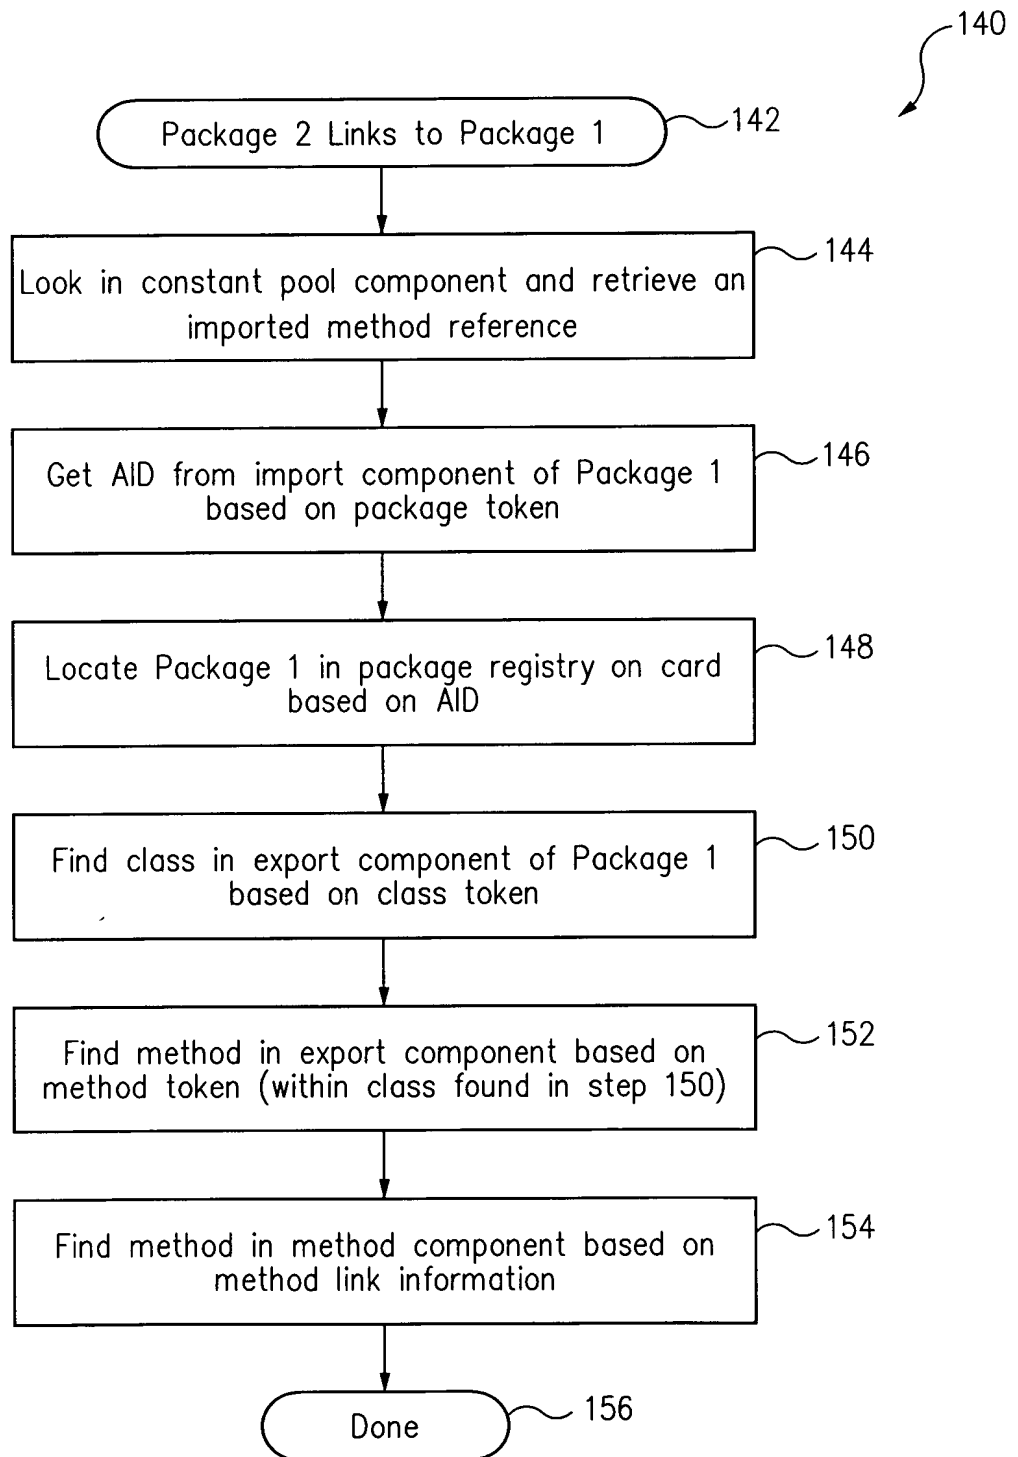 140
Package 2 Links to Package 1
142
Look in constant pool component and retrieve an
imported method reference
144
Get AID from import component of Package 1
based on package token
146
Locate Package 1 in package registry on card
based on AID
148
Find class in export component of Package 1
based on class token
150
Find method in export component based on
method token (within class found in step 150)
152
Find method in method component based on
method link information
154
Done
156